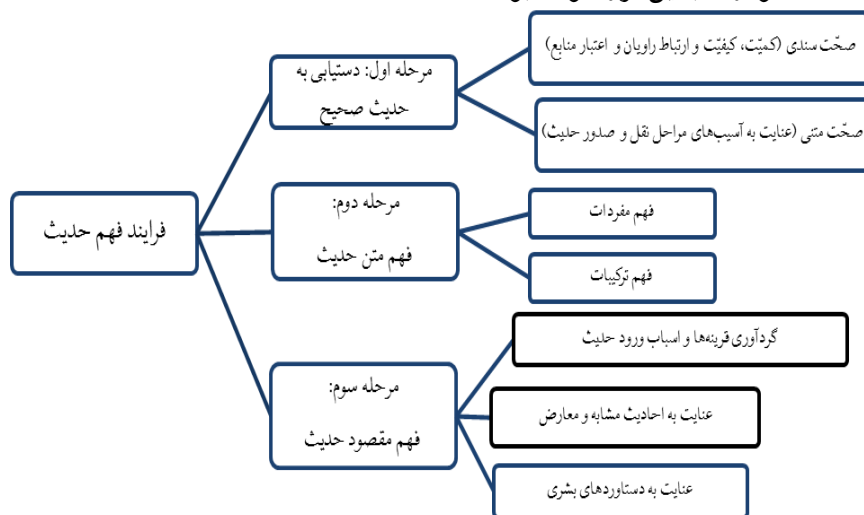 صحّت سندی (کمیّت، کیفیّت و ارتباط راویان و اعتبار منابع)
مرحله اول: دستیابی به
حدیث صحیح
صحّت متنی (عنایت به آسیب‌های مراحل نقل و صدور حدیث)
فرایند فهم حدیث
مرحله دوم:
فهم متن حدیث
فهم مفردات
فهم ترکیبات
مرحله سوم:
فهم مقصود حدیث
گردآوری قرینه‌ها و اسباب ورود حدیث
عنایت به احادیث مشابه و معارض
عنایت به دستاوردهای بشری